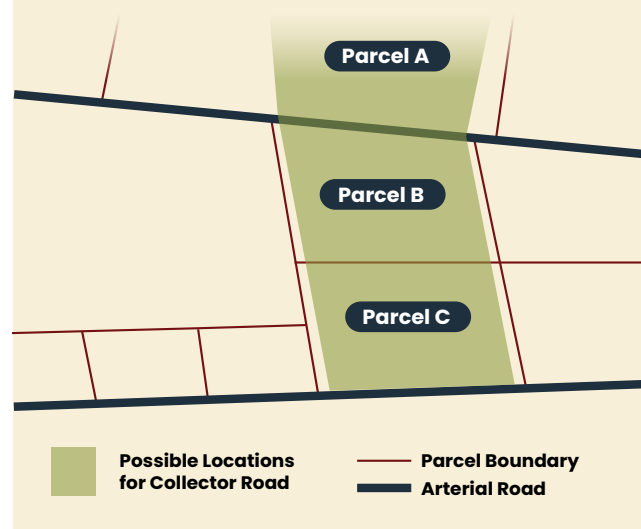 Parcel A
Parcel B
Parcel C
Possible Locations
for Collector Road
Parcel Boundary
Arterial Road